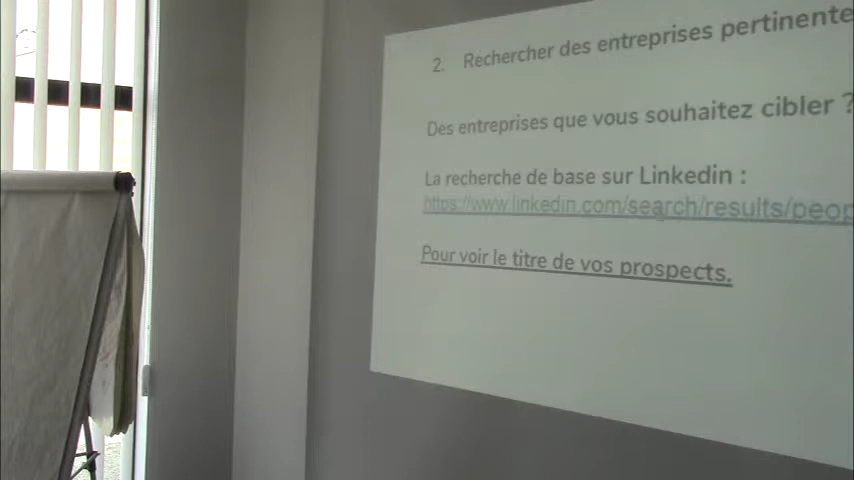 2. Rechercher des entreprises pertinente
Des entreprises que vous souhaitez cibler ?
La recherche de base sur Linkedin :
https://www.linkedin.com/search/results/peop
Pour voir le titre de vos prospects.